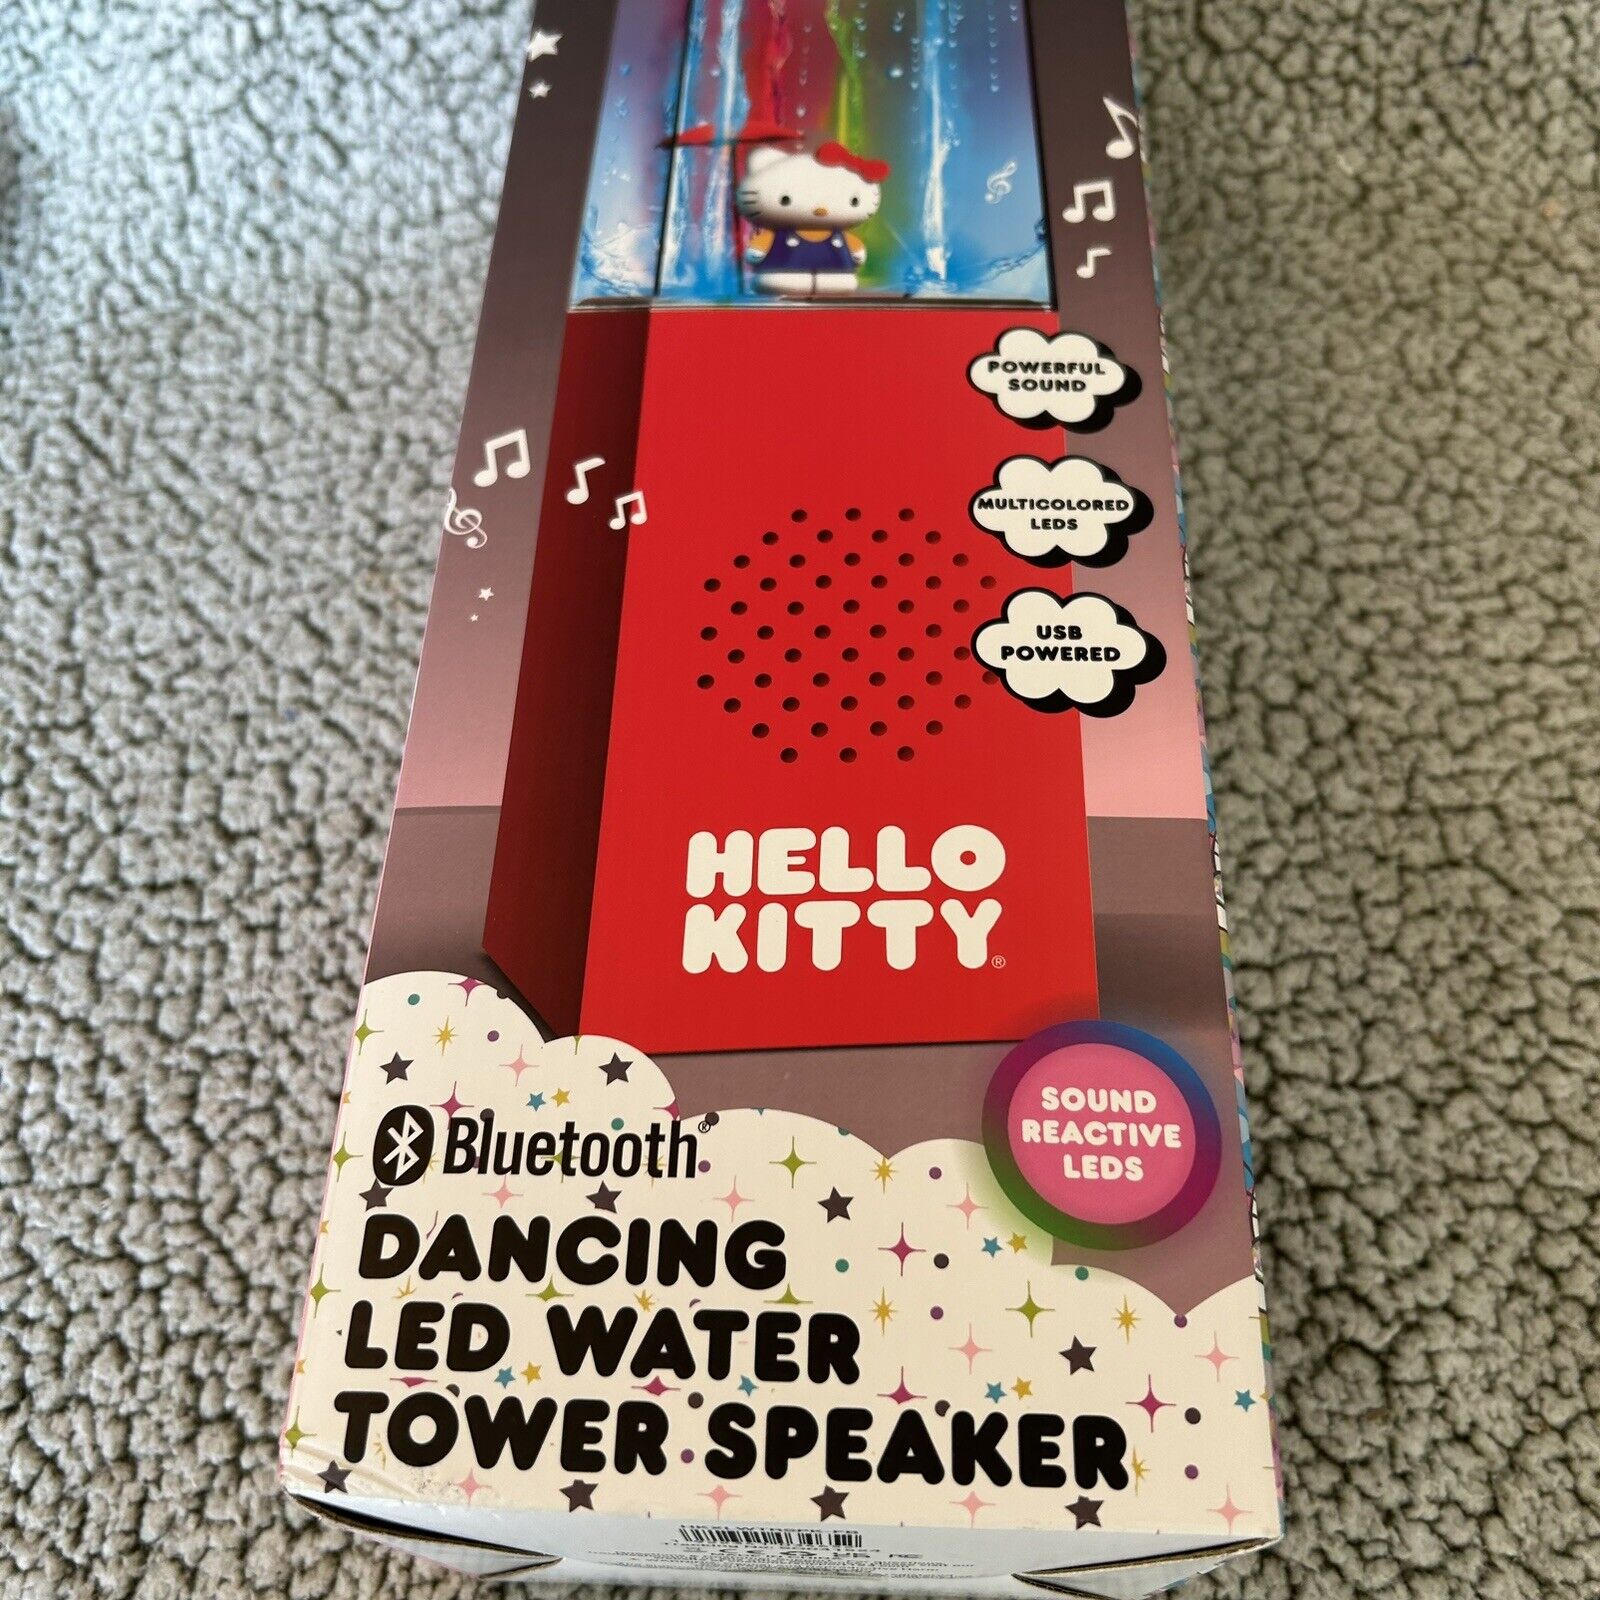 POWERFUL
SOUND
MULTICOLORED
LEDS
USB
POWERED
HELLO
KITTY®
SOUND
REACTIVE
LEDS
Bluetooth®
DANCING
LED WATER
TOWER SPEAKER